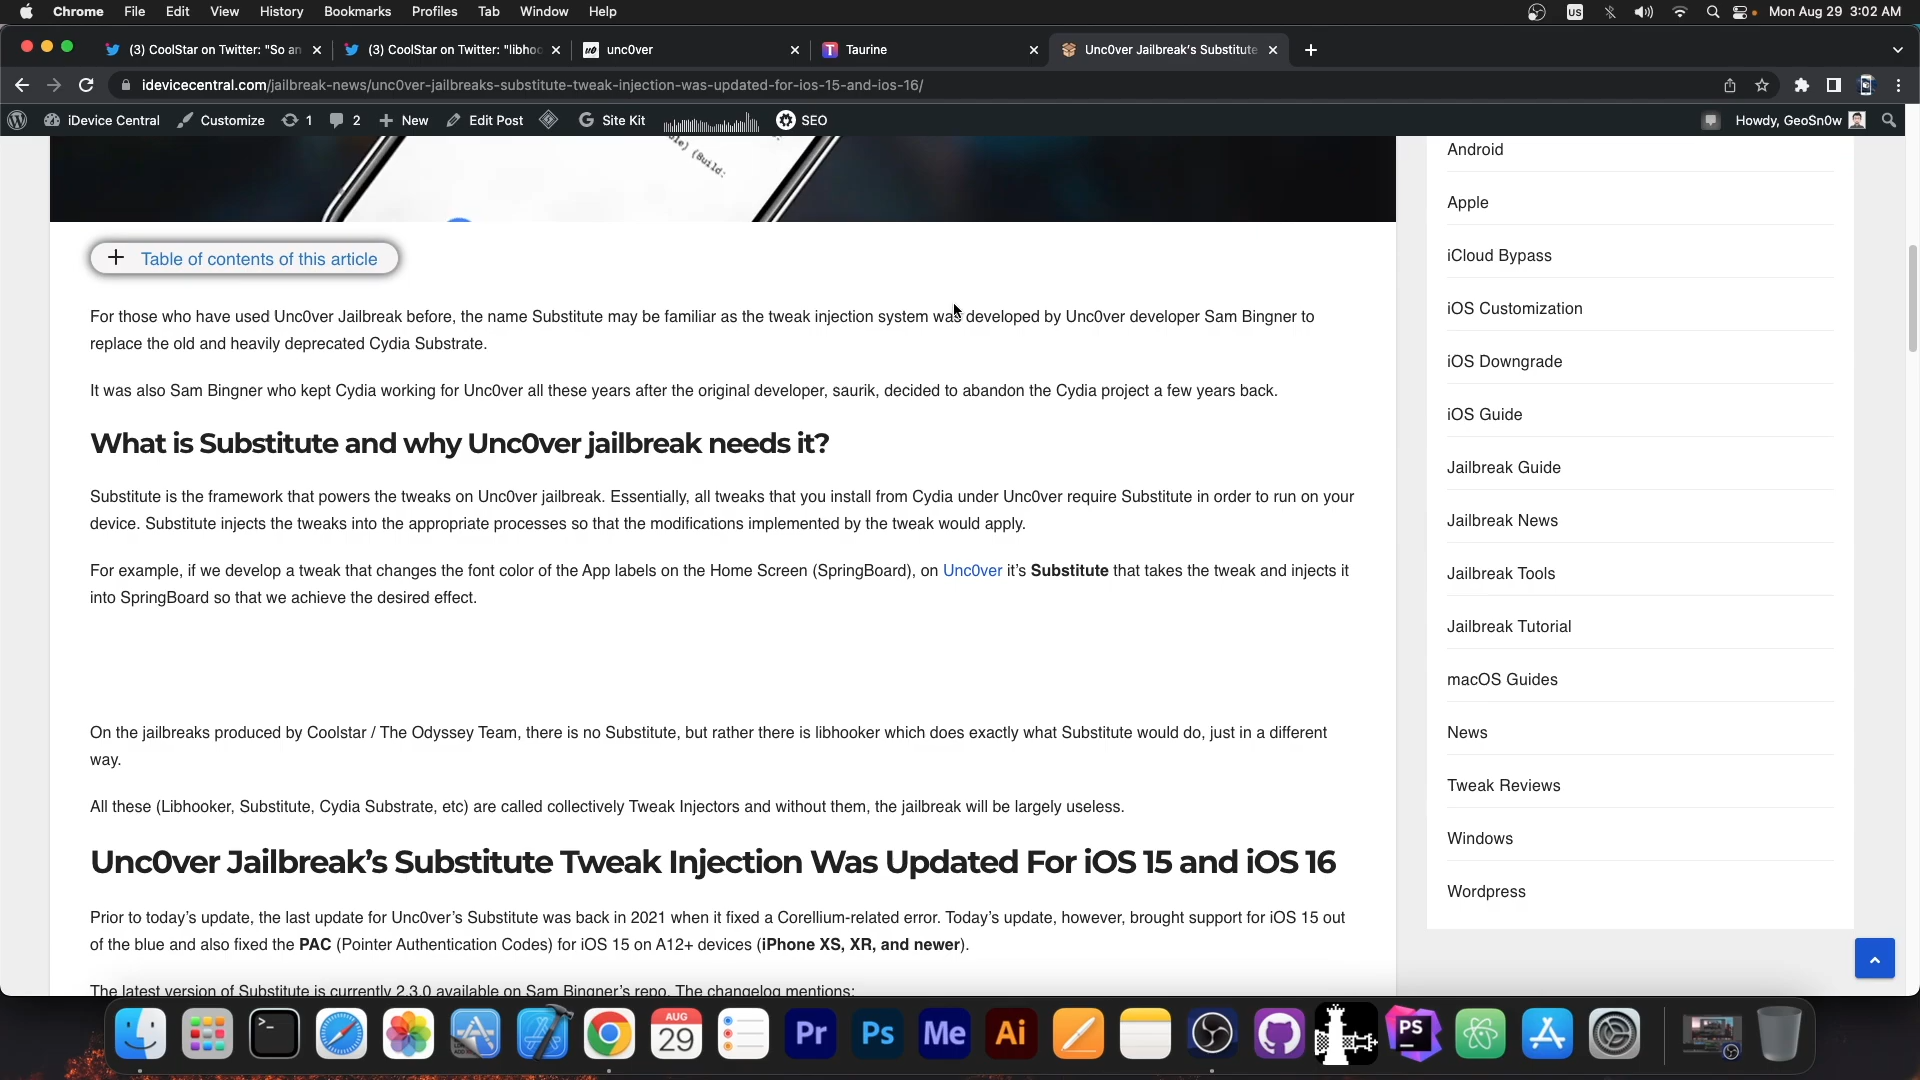 Chrome File Edit View History Bookmarks Profiles Tab Window Help US Mon Aug 29 3:02 AM
(3) CoolStar on Twitter: "So an
(3) CoolStar on Twitter: "libhoo
unc0ver
Taurine
Unc0ver Jailbreak's Substitute
idevicecentral.com/jailbreak-news/unc0ver-jailbreaks-substitute-tweak-injection-was-updated-for-ios-15-and-ios-16/
iDevice Central Customize 1 2 New Edit Post Site Kit SEO Howdy, GeoSn0w
(Build:
Table of contents of this article
For those who have used Unc0ver Jailbreak before, the name Substitute may be familiar as the tweak injection system was developed by Unc0ver developer Sam Bingner to
replace the old and heavily deprecated Cydia Substrate.
It was also Sam Bingner who kept Cydia working for Unc0ver all these years after the original developer, saurik, decided to abandon the Cydia project a few years back.
What is Substitute and why Unc0ver jailbreak needs it?
Substitute is the framework that powers the tweaks on Unc0ver jailbreak. Essentially, all tweaks that you install from Cydia under Unc0ver require Substitute in order to run on your
device. Substitute injects the tweaks into the appropriate processes so that the modifications implemented by the tweak would apply.
For example, if we develop a tweak that changes the font color of the App labels on the Home Screen (SpringBoard), on Unc0ver it's Substitute that takes the tweak and injects it
into SpringBoard so that we achieve the desired effect.
On the jailbreaks produced by Coolstar / The Odyssey Team, there is no Substitute, but rather there is libhooker which does exactly what Substitute would do, just in a different
way.
All these (Libhooker, Substitute, Cydia Substrate, etc) are called collectively Tweak Injectors and without them, the jailbreak will be largely useless.
Unc0ver Jailbreak's Substitute Tweak Injection Was Updated For iOS 15 and iOS 16
Prior to today's update, the last update for Unc0ver's Substitute was back in 2021 when it fixed a Corellium-related error. Today's update, however, brought support for iOS 15 out
of the blue and also fixed the PAC (Pointer Authentication Codes) for iOS 15 on A12+ devices (iPhone XS, XR, and newer).
The latest version of Substitute is currently 2.3.0 available on Sam Bingner's repo. The changelog mentions:
Android
Apple
iCloud Bypass
iOS Customization
iOS Downgrade
iOS Guide
Jailbreak Guide
Jailbreak News
Jailbreak Tools
Jailbreak Tutorial
macOS Guides
News
Tweak Reviews
Windows
Wordpress
AUG
29
Pr
Ps
Me
Ai
PS